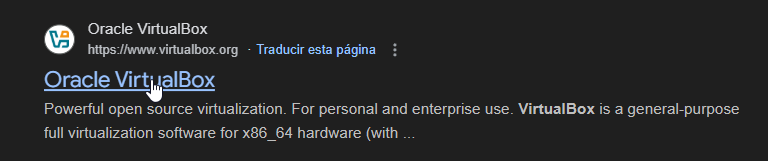 Oracle VirtualBox
https://www.virtualbox.org · Traducir esta página
Oracle VirtualBox
Powerful open source virtualization. For personal and enterprise use. VirtualBox is a general-purpose
full virtualization software for x86_64 hardware (with ...